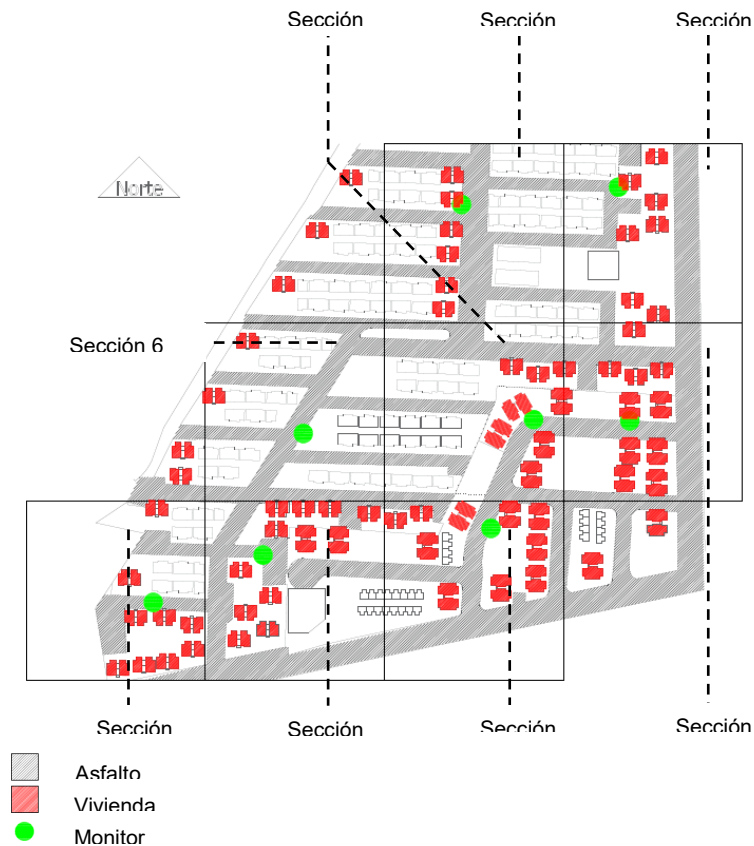 Sección
Sección
Sección
Norte
Sección 6
Sección
Sección
Sección
Sección
Asfalto
Vivienda
Monitor